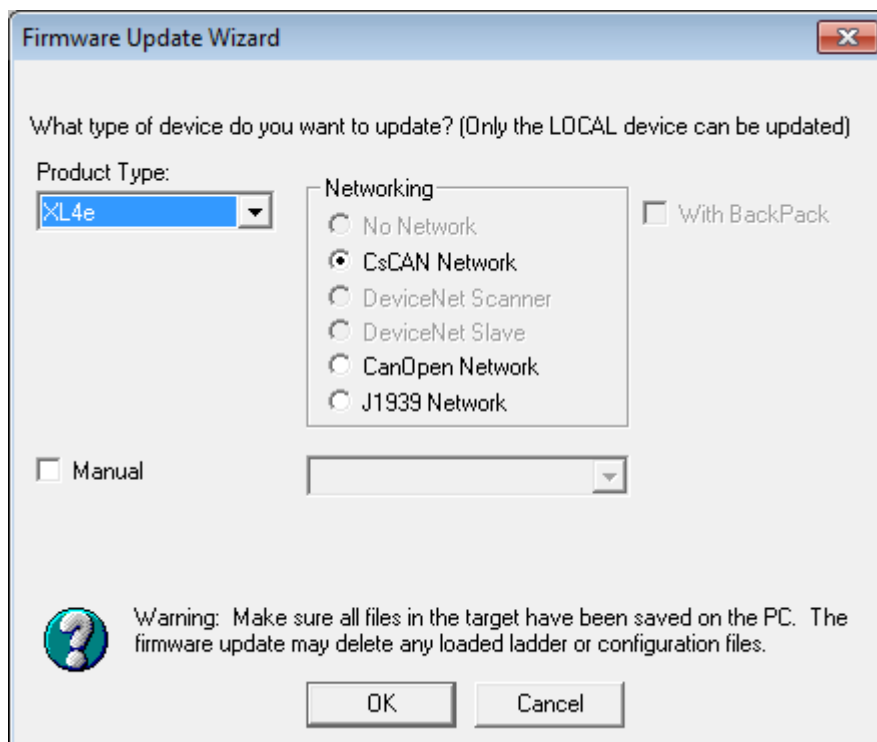 Firmware Update Wizard
What type of device do you want to update? (Only the LOCAL device can be updated)
Product Type:
XL4e
Networking
No Network
CsCAN Network
DeviceNet Scanner
DeviceNet Slave
CanOpen Network
J1939 Network
With BackPack
Manual
Warning: Make sure all files in the target have been saved on the PC. The
firmware update may delete any loaded ladder or configuration files.
OK
Cancel